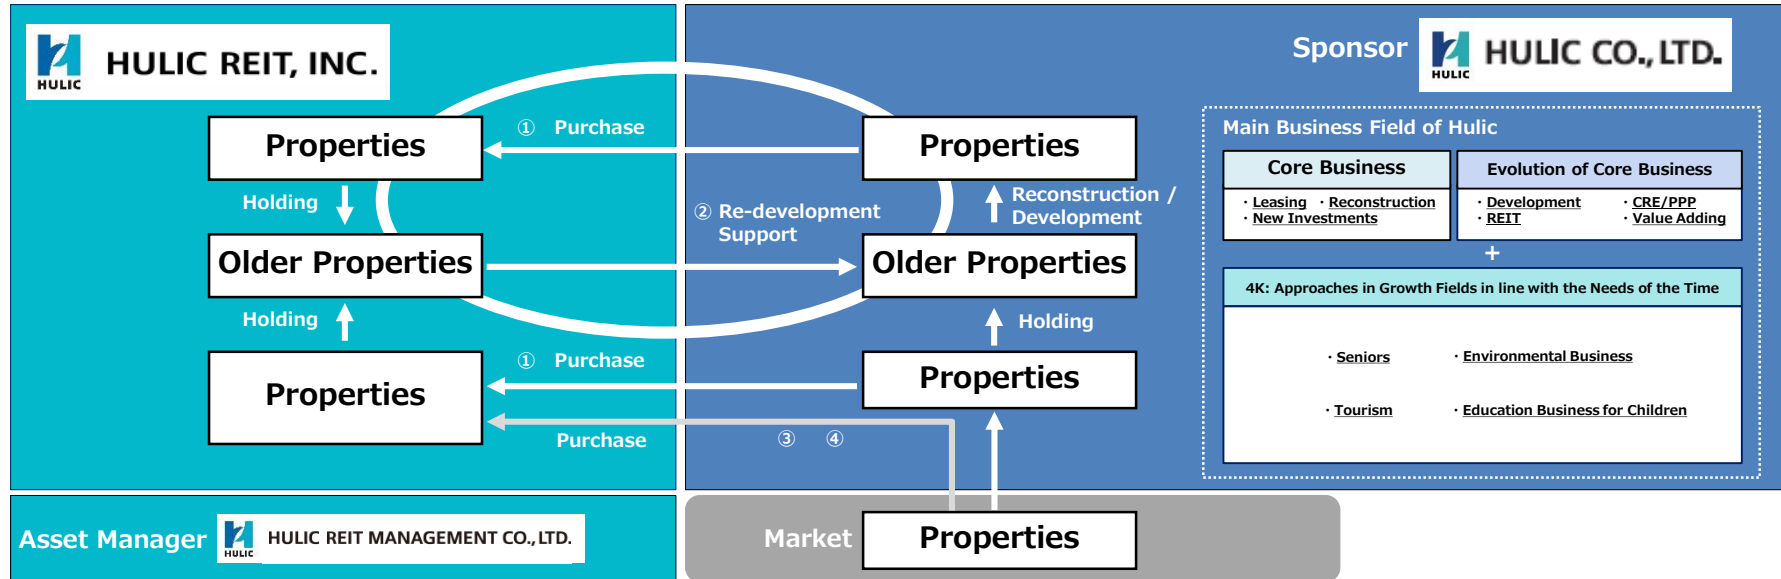 HULIC
HULIC REIT, INC.
Sponsor
HULIC
HULIC CO., LTD.
Properties
① Purchase
Properties
Holding
② Re-development
Support
Reconstruction /
Development
Older Properties
Older Properties
Holding
Holding
① Purchase
Properties
Properties
Purchase
③ ④
Main Business Field of Hulic
Core Business
・Leasing ・Reconstruction
・New Investments
Evolution of Core Business
・Development ・CRE/PPP
・REIT ・Value Adding
+
4K: Approaches in Growth Fields in line with the Needs of the Time
・Seniors ・Environmental Business
・Tourism ・Education Business for Children
Asset Manager
HULIC
HULIC REIT MANAGEMENT CO., LTD.
Market
Properties